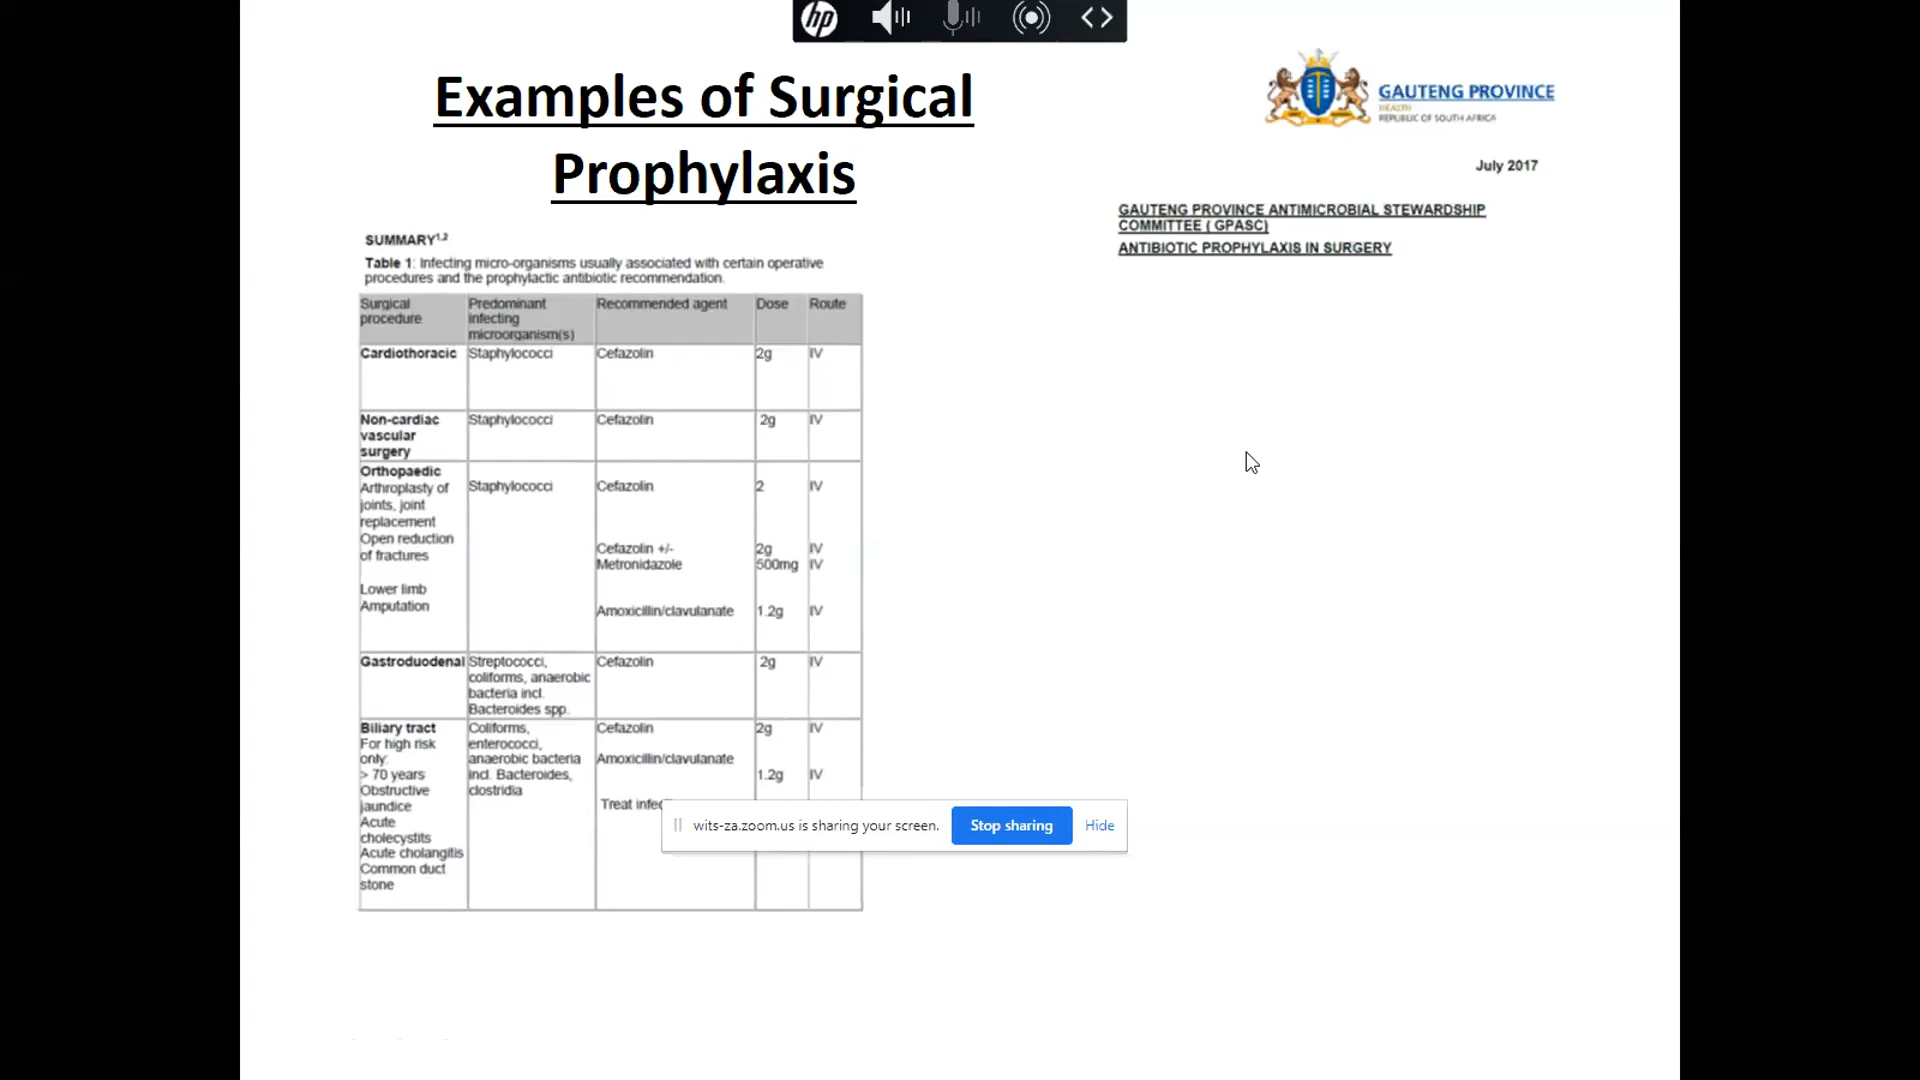 hp
Examples of Surgical
Prophylaxis
GAUTENG PROVINCE
HEALTH
REPUBLIC OF SOUTH AFRICA
July 2017
GAUTENG PROVINCE ANTIMICROBIAL STEWARDSHIP
COMMITTEE ( GPASC)
ANTIBIOTIC PROPHYLAXIS IN SURGERY
SUMMARY1,2
Table 1: Infecting micro-organisms usually associated with certain operative
procedures and the prophylactic antibiotic recommendation.
Surgical procedure Predominant infecting microorganism(s) Recommended agent Dose Route
Cardiothoracic Staphylococci Cefazolin 2g IV
Non-cardiac vascular surgery Staphylococci Cefazolin 2g IV
Orthopaedic
Arthroplasty of Staphylococci Cefazolin 2 IV
joints, joint
replacement
Open reduction
of fractures
Cefazolin +/- 2g IV
Metronidazole 500mg IV
Lower limb
Amputation
Amoxicillin/clavulanate 1.2g IV
Gastroduodenal Streptococci, Cefazolin 2g IV
coliforms, anaerobic
bacteria incl.
Bacteroides spp.
Biliary tract Coliforms, Cefazolin 2g IV
For high risk enterococci,
only: anaerobic bacteria Amoxicillin/clavulanate
> 70 years incl. Bacteroides, 1.2g IV
Obstructive clostridia
jaundice Treat
Acute
cholecystits
Acute cholangitis
Common duct
stone
wits-za.zoom.us is sharing your screen. Stop sharing Hide